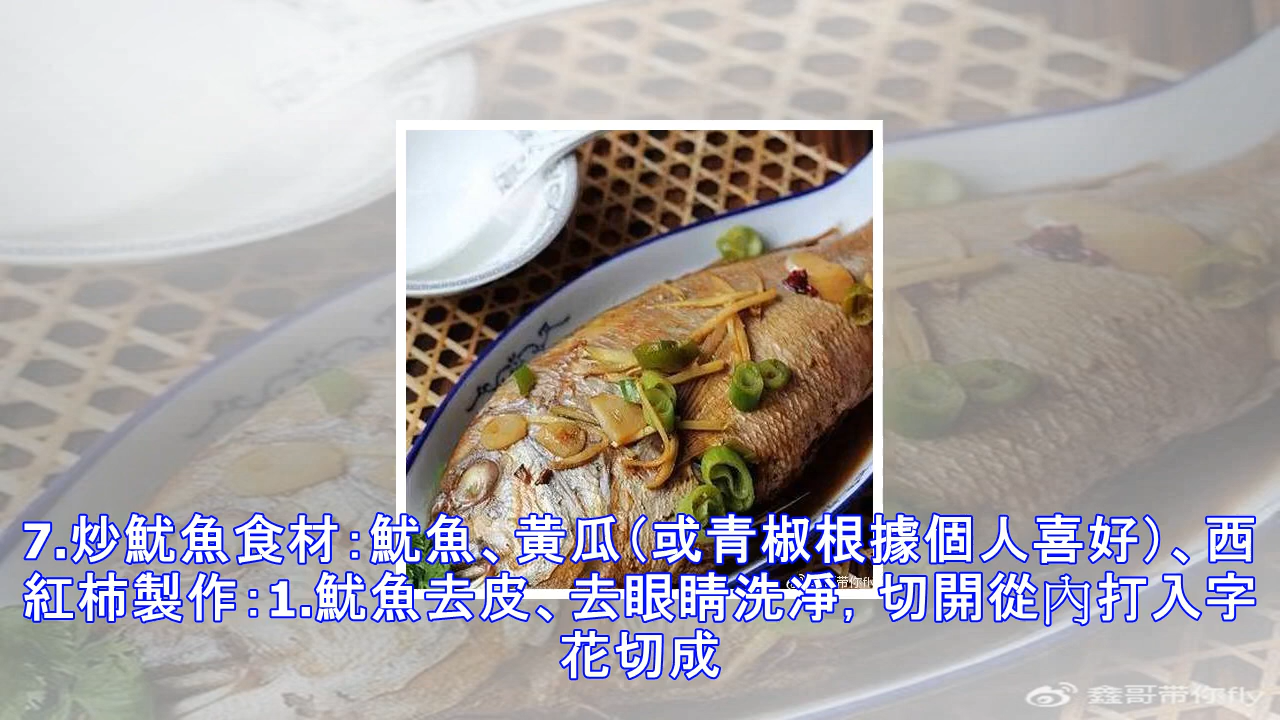 7.炒魷魚食材：魷魚、黄瓜（或青椒根據個人喜好）、西
紅柿製作：1.魷魚去皮、去眼睛洗淨，切開從內打入字
花切成
鑫哥带你fly